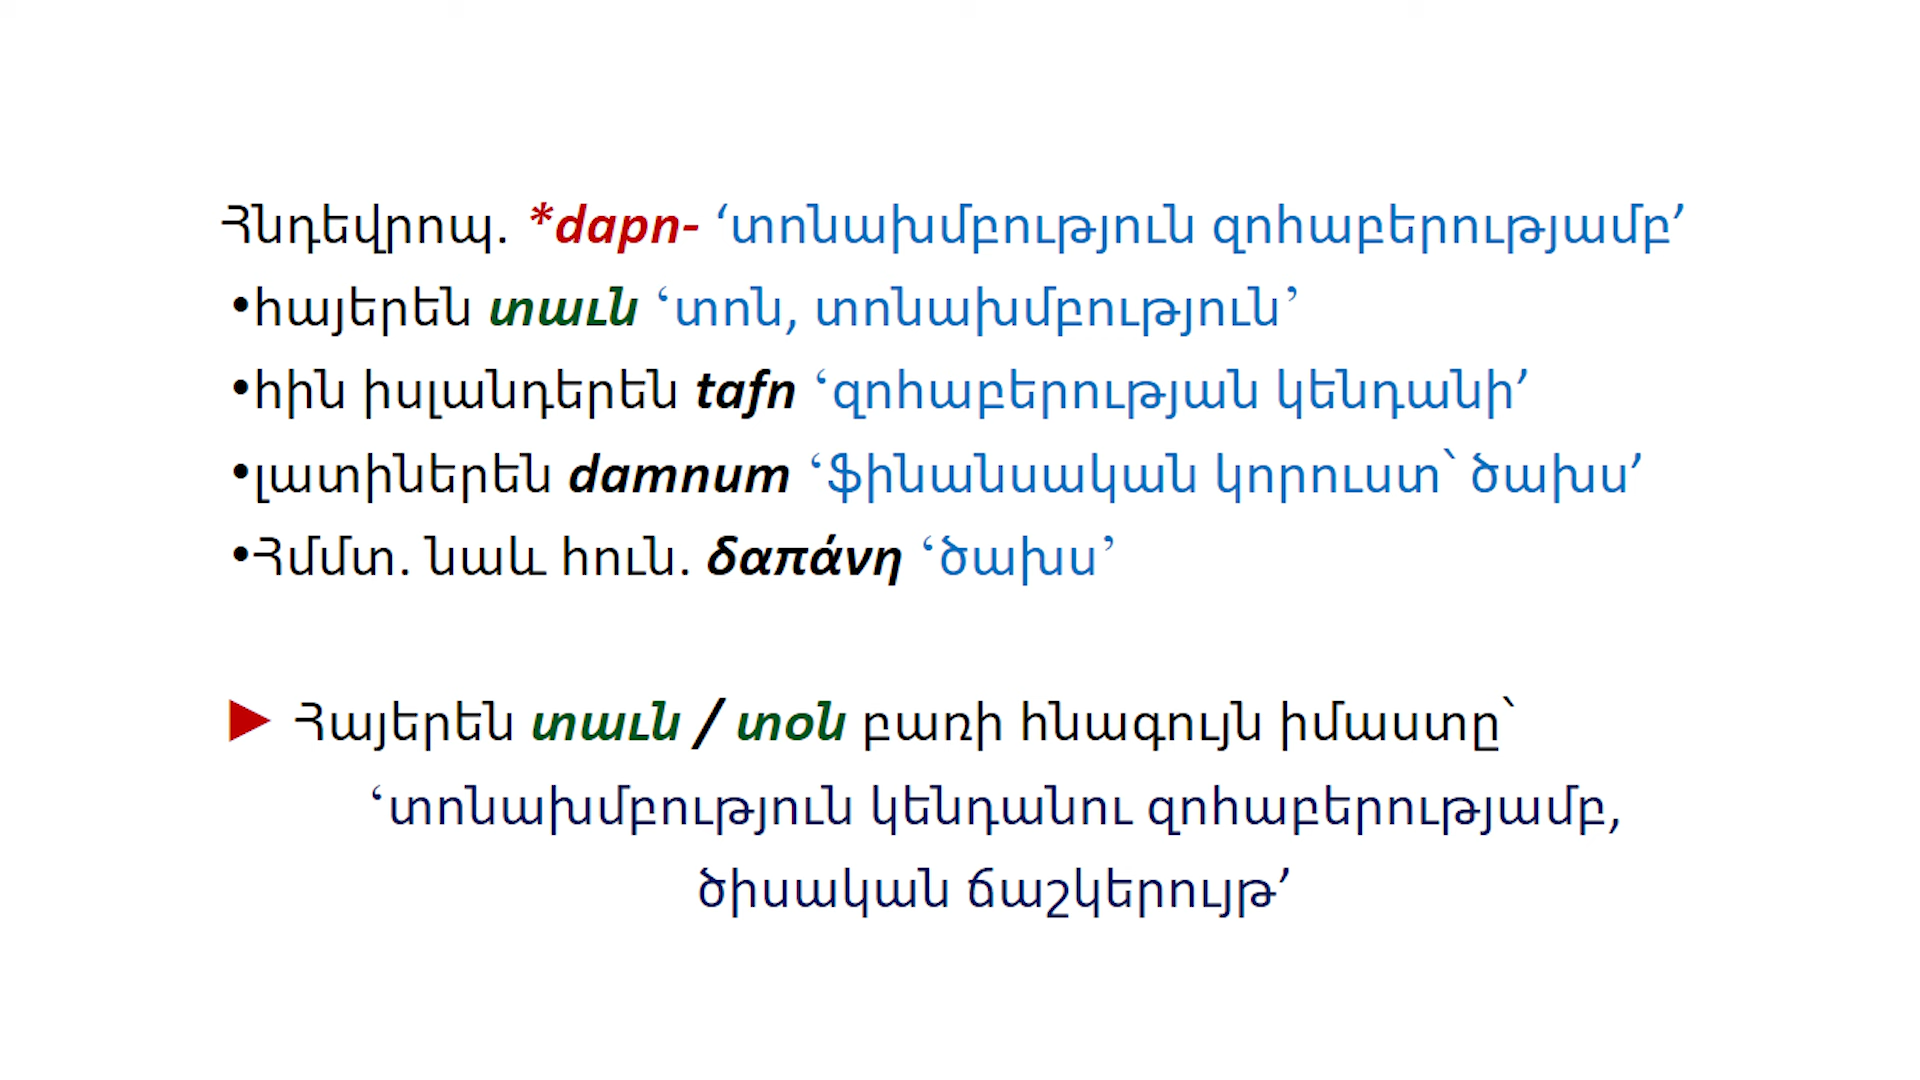 Հնդեվրոպ. *dapn- ‘տոնախմբություն զոհաբերությամբ’
•հայերեն տաւն ‘տոն, տոնախմբություն’
•հին իսլանդերեն tafn ‘զոհաբերության կենդանի’
•լատիներեն damnum ‘ֆինանսական կորուստ՝ ծախս’
•Հմմտ. նաև հուն. δαπάνη ‘ծախս’
► Հայերեն տաւն / տօն բառի հնագույն իմաստը՝
‘տոնախմբություն կենդանու զոհաբերությամբ,
ծիսական ճաշկերույթ’